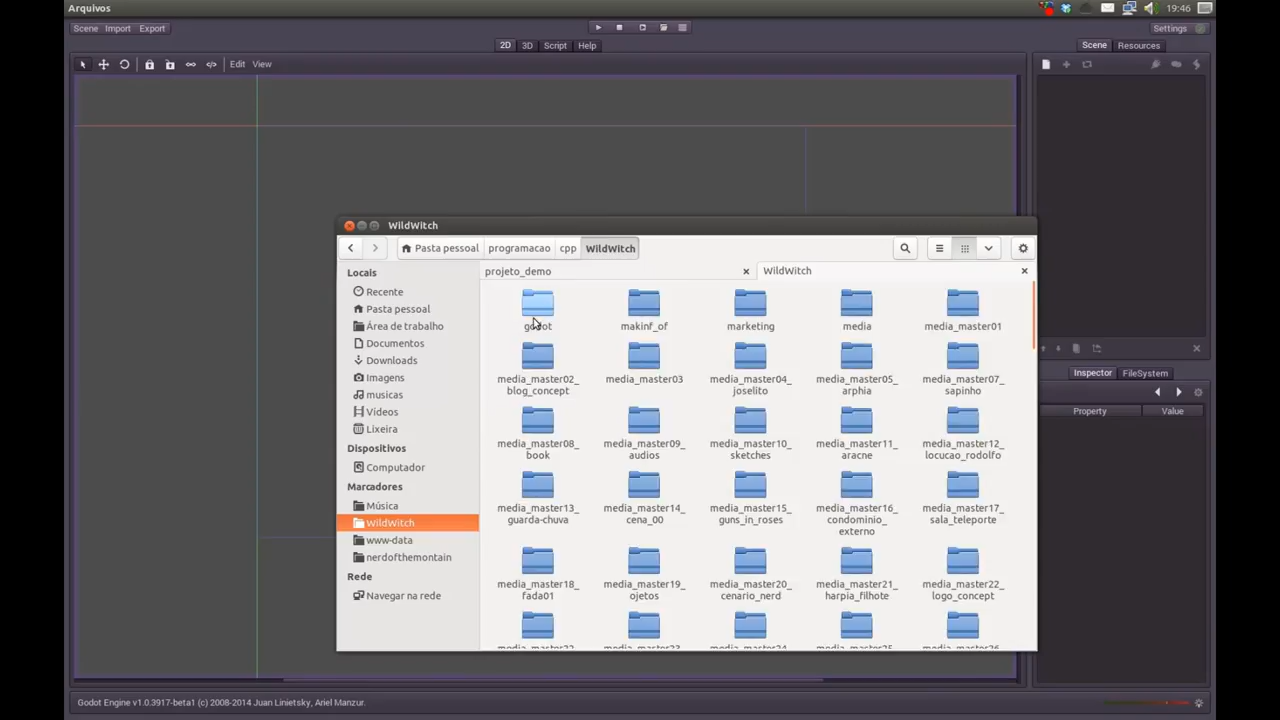 Arquivos
19:46
Scene Import Export
Settings
2D 3D Script Help
Scene Resources
Edit View
WildWitch
Pasta pessoal programacao cpp WildWitch
projeto_demo
WildWitch
Locais
Recente
Pasta pessoal
Área de trabalho
Documentos
Downloads
Imagens
musicas
Vídeos
Lixeira
Dispositivos
Computador
Marcadores
Música
WildWitch
www-data
nerdofthemontain
Rede
Navegar na rede
godot makinf_of marketing media media_master01
media_master02_ media_master03 media_master04_ media_master05_ media_master07_
blog_concept joselito arphia sapinho
media_master08_ media_master09_ media_master10_ media_master11_ media_master12_
book audios sketches aracne locucao_rodolfo
media_master13_ media_master14_ media_master15_ media_master16_ media_master17_
guarda-chuva cena_00 guns_in_roses condominio_ sala_teleporte
externo
media_master18_ media_master19_ media_master20_ media_master21_ media_master22_
fada01 ojetos cenario_nerd harpia_filhote logo_concept
Inspector FileSystem
Property Value
Godot Engine v1.0.3917-beta1 (c) 2008-2014 Juan Linietsky, Ariel Manzur.